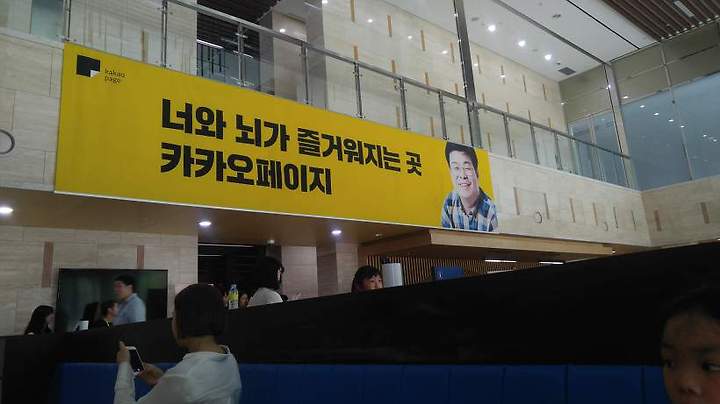 kakao
page
너와 뇌가 즐거워지는 곳
카카오페이지